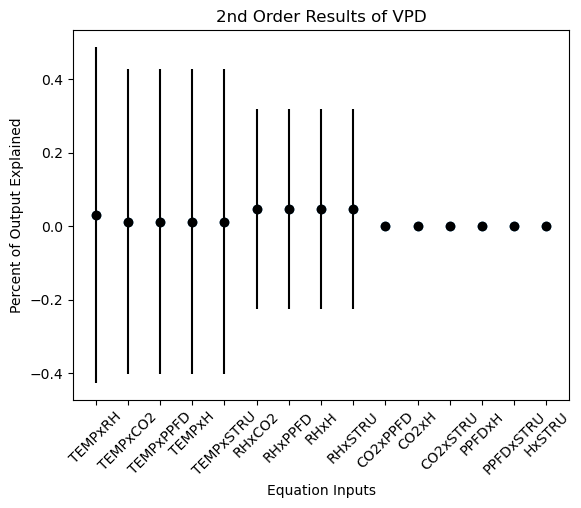 2nd Order Results of VPD
Percent of Output Explained
0.4
0.2
0.0
−0.2
−0.4
TEMPxRH
TEMPxCO2
TEMPxPPFD
TEMPxH
TEMPxSTRU
RHxCO2
RHxPPFD
RHxH
RHxSTRU
CO2xPPFD
CO2xH
CO2xSTRU
PPFDxH
PPFDxSTRU
HxSTRU
Equation Inputs